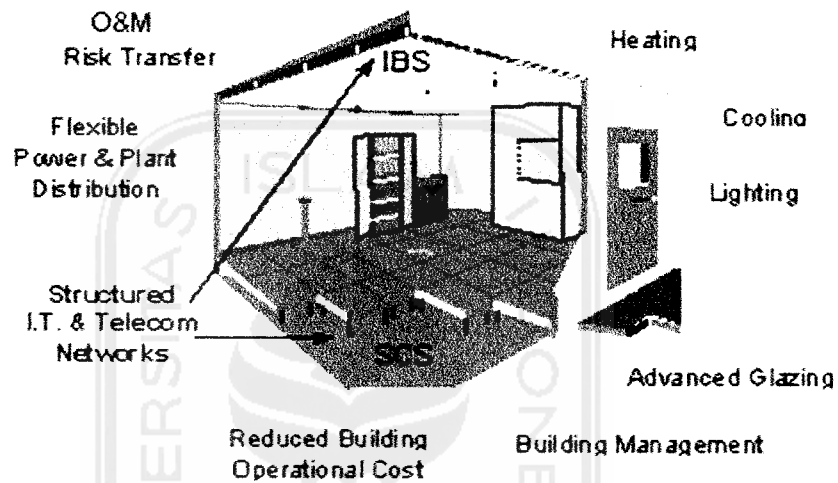 O&M
Risk Transfer
IBS
Heating
Flexible
Power & Plant
Distribution
Cooling
Lighting
Structured
I.T. & Telecom
Networks
SCS
Advanced Glazing
Reduced Building
Operational Cost
Building Management